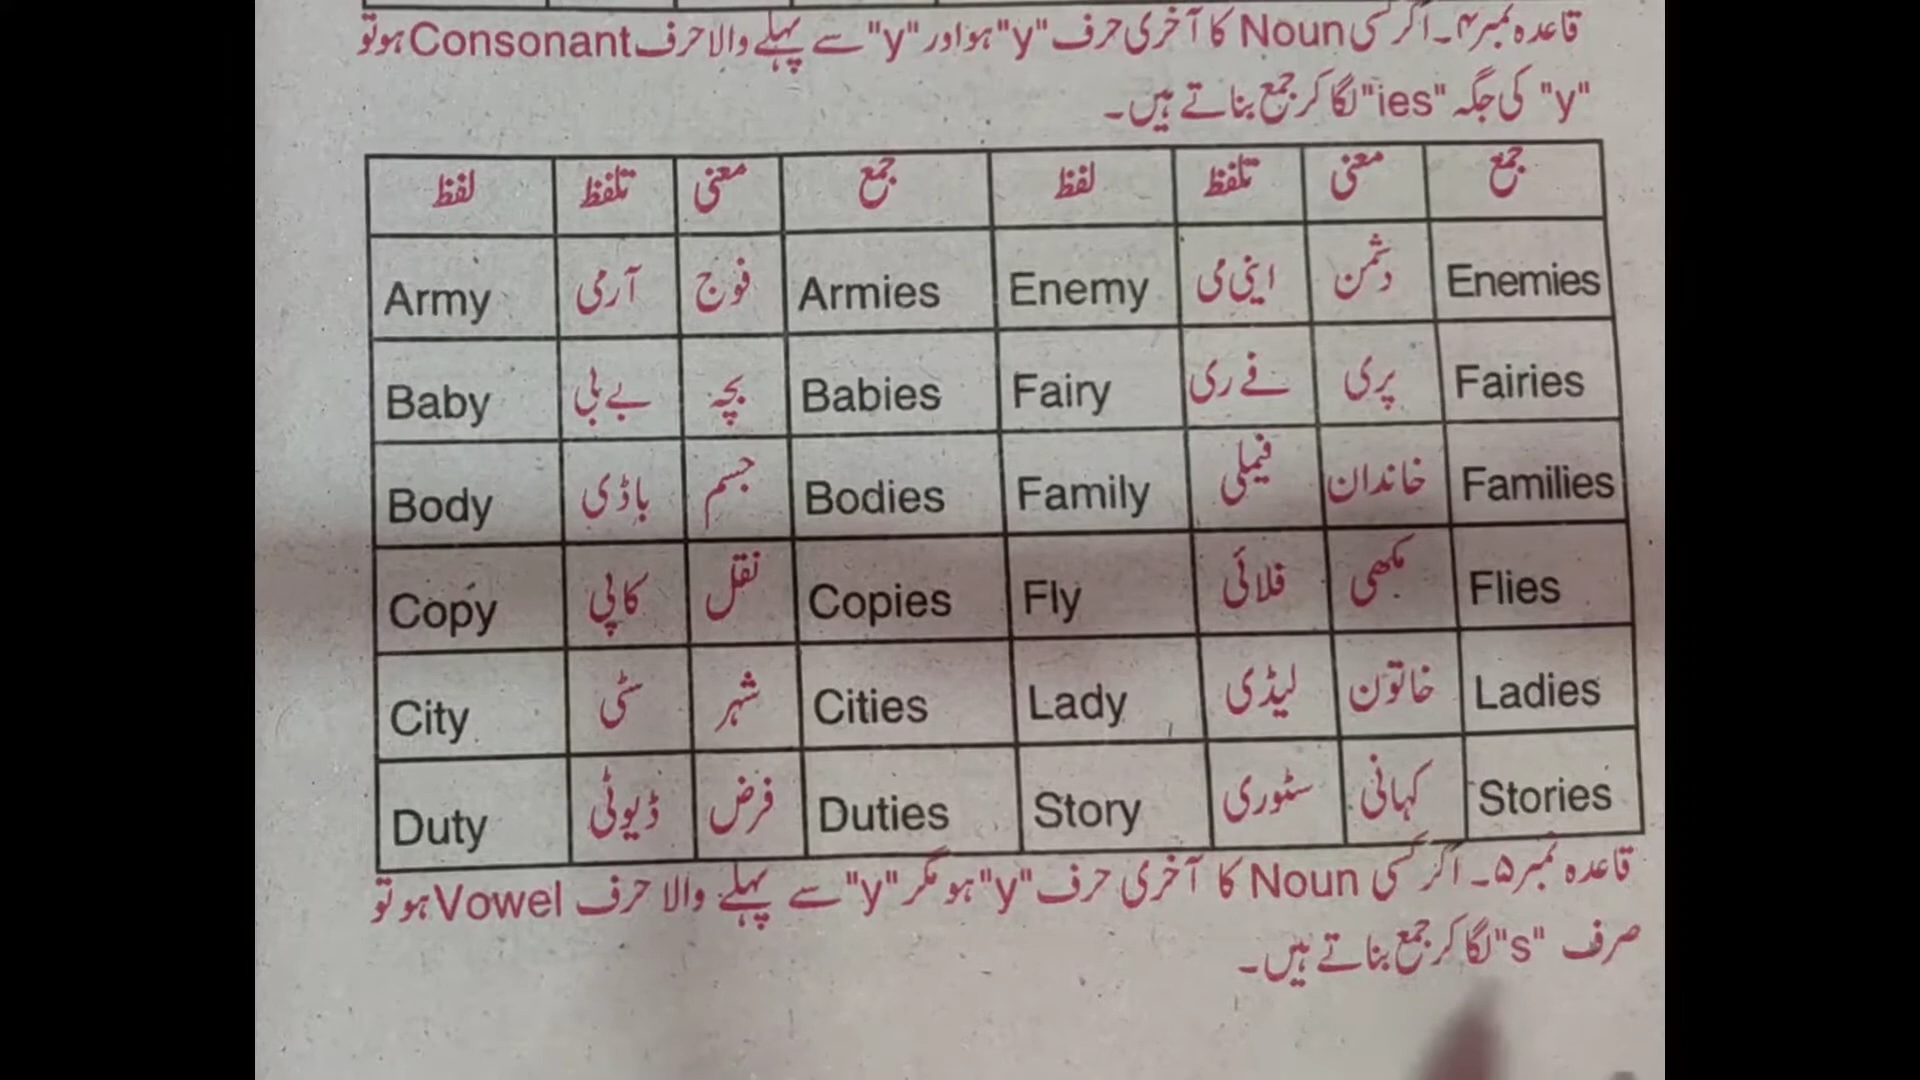 قاعدہ نمبر۴۔ اگر کسی Noun کا آخری حرف "y" ہو اور "y" سے پہلے والا حرف Consonant ہو تو
"y" کی جگہ "ies" لگا کر جمع بناتے ہیں۔
لفظ تلفظ معنی جمع لفظ تلفظ معنی جمع
Army آرمی فوج Armies Enemy اینی می دشمن Enemies
Baby بے بی بچہ Babies Fairy فے ری پری Fairies
Body باڈی جسم Bodies Family فیملی خاندان Families
Copy کاپی نقل Copies Fly فلائی مکھی Flies
City سٹی شہر Cities Lady لیڈی خاتون Ladies
Duty ڈیوٹی فرض Duties Story سٹوری کہانی Stories
قاعدہ نمبر۵۔ اگر کسی Noun کا آخری حرف "y" ہو مگر "y" سے پہلے والا حرف Vowel ہو تو
صرف "s" لگا کر جمع بناتے ہیں۔